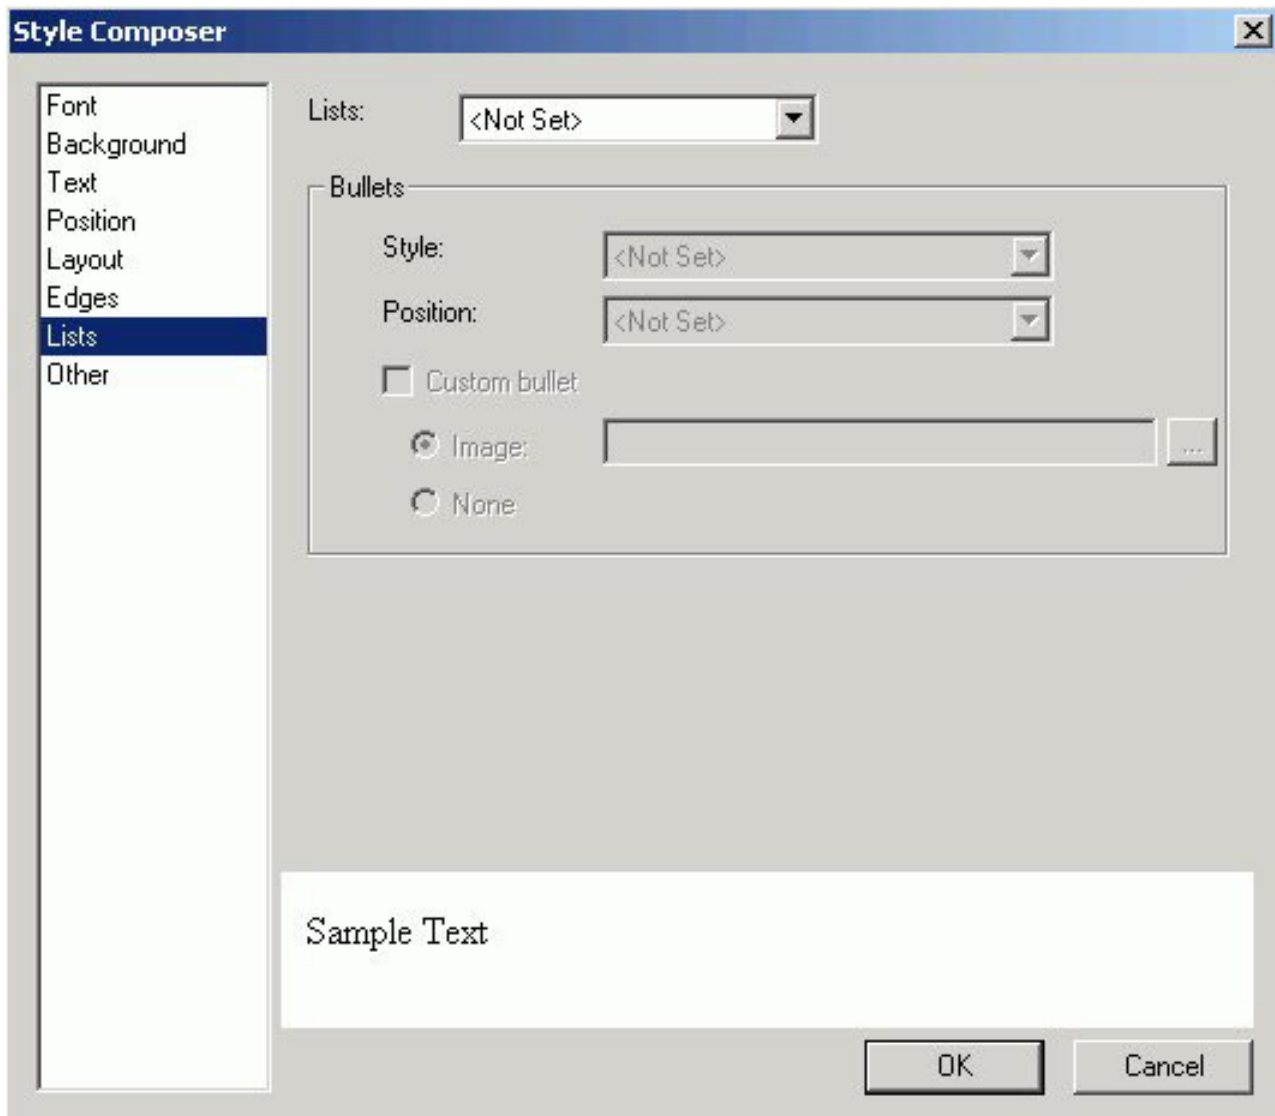 Style Composer
Font
Background
Text
Position
Layout
Edges
Lists
Other
Lists: <Not Set>
Bullets
Style: <Not Set>
Position: <Not Set>
Custom bullet
Image: ...
None
Sample Text
OK Cancel